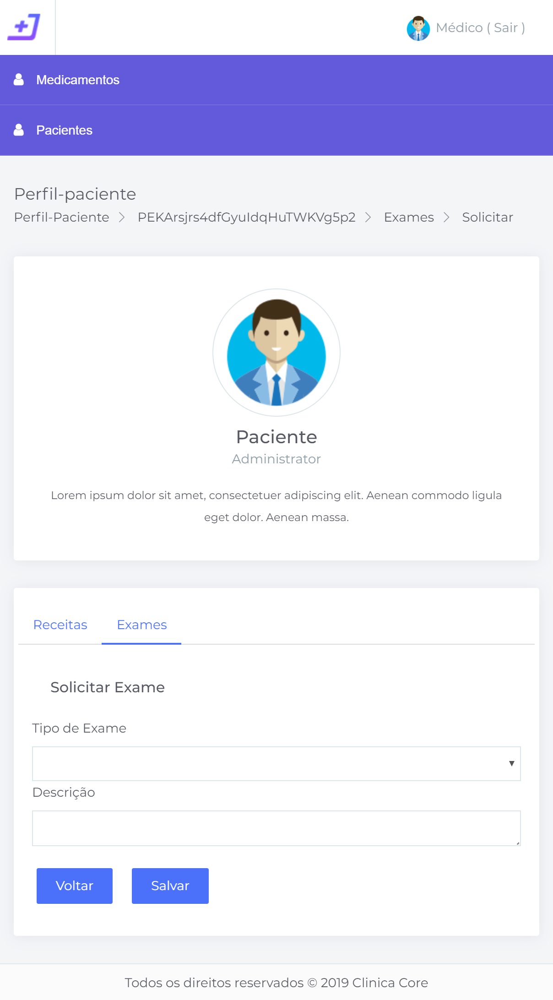 Médico ( Sair )
Medicamentos
Pacientes
Perfil-paciente
Perfil-Paciente > PEKArsjrs4dfGyuIdqHuTWKVg5p2 > Exames > Solicitar
Paciente
Administrator
Lorem ipsum dolor sit amet, consectetuer adipiscing elit. Aenean commodo ligula
eget dolor. Aenean massa.
Receitas Exames
Solicitar Exame
Tipo de Exame
Descrição
Voltar Salvar
Todos os direitos reservados © 2019 Clinica Core